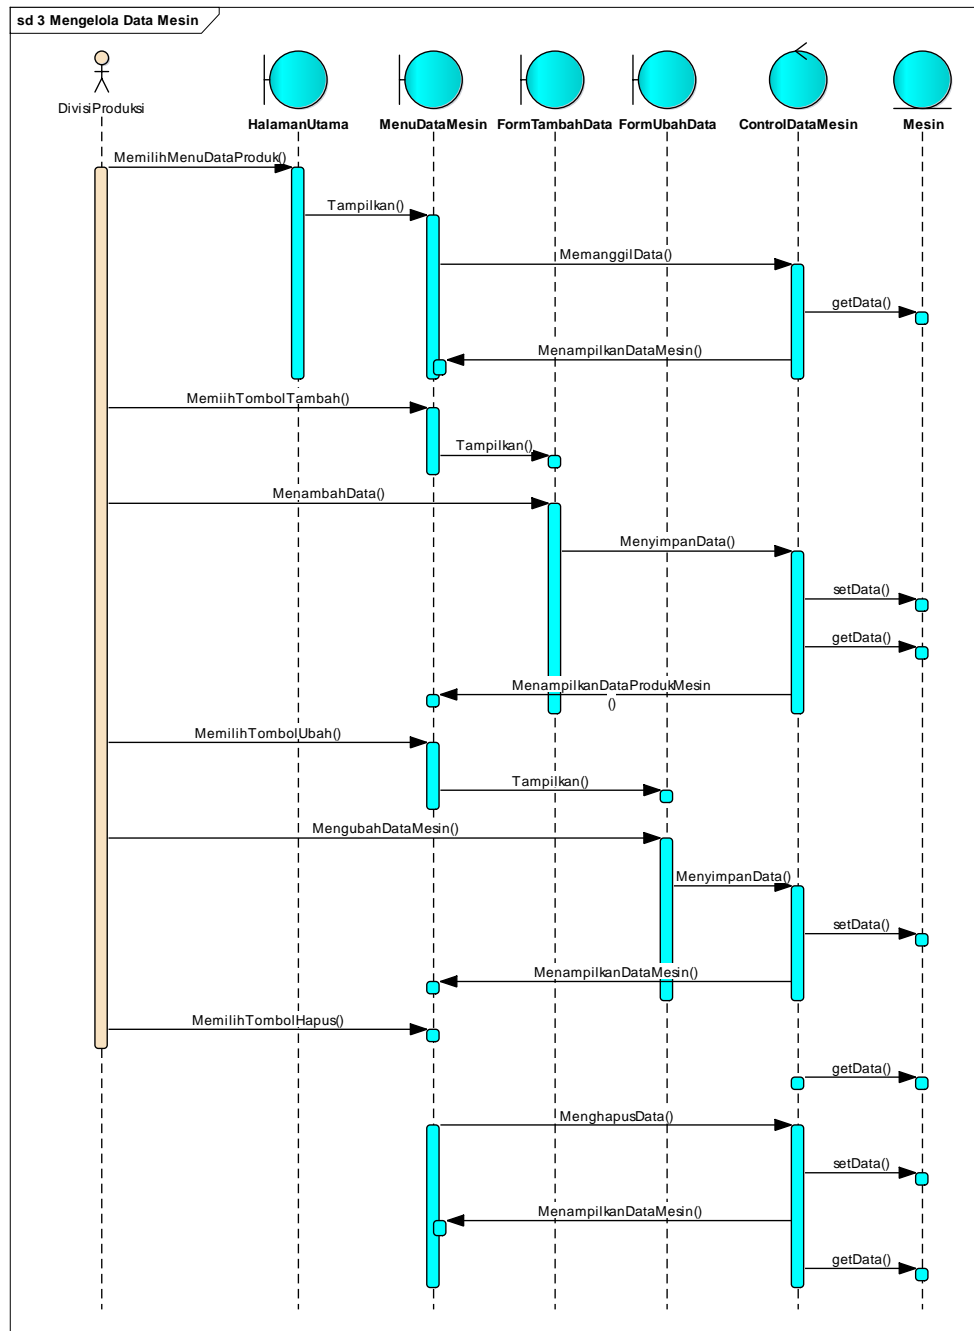 sd 3 Mengelola Data Mesin
DivisiProduksi
HalamanUtama
MenuDataMesin
FormTambahData
FormUbahData
ControlDataMesin
Mesin
MemilihMenuDataProduk()
Tampilkan()
MemanggilData()
getData()
MenampilkanDataMesin()
MemiihTombolTambah()
Tampilkan()
MenambahData()
MenyimpanData()
setData()
getData()
MenampilkanDataProdukMesin
()
MemilihTombolUbah()
Tampilkan()
MengubahDataMesin()
MenyimpanData()
setData()
MenampilkanDataMesin()
MemilihTombolHapus()
getData()
MenghapusData()
setData()
MenampilkanDataMesin()
getData()